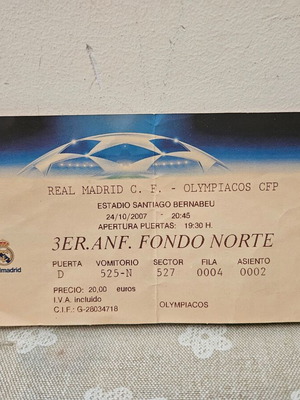 REAL MADRID C. F. - OLYMPIACOS CFP
ESTADIO SANTIAGO BERNABEU
24/10/2007 20:45
APERTURA PUERTAS: 19:30 H.
3ER.ANF. FONDO NORTE
PUERTA VOMITORIO SECTOR FILA ASIENTO
D 525-N 527 0004 0002
PRECIO: 20,00 euros
I.V.A. incluido
C.I.F.: G-28034718 OLYMPIACOS
lmadrid